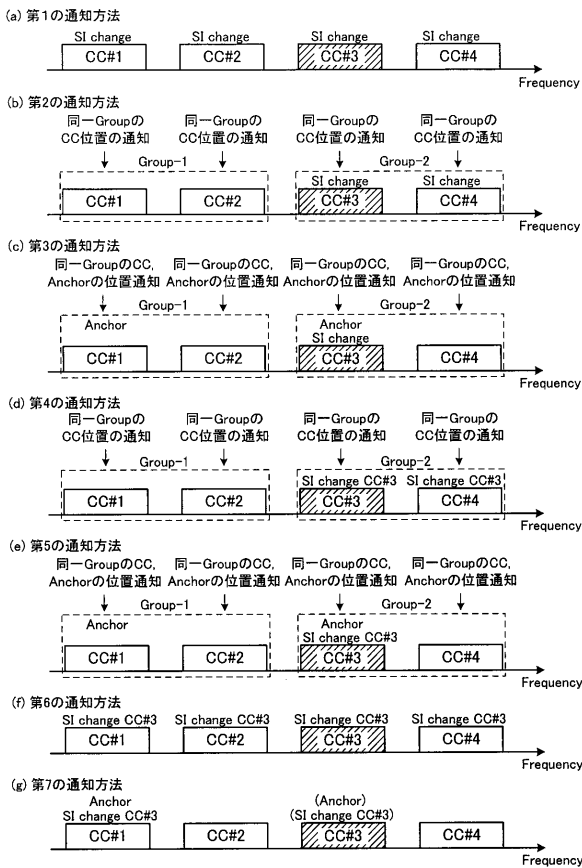 (a) 第1の通知方法
SI change SI change SI change SI change
CC#1 CC#2 CC#3 CC#4
Frequency
(b) 第2の通知方法
同一Groupの 同一Groupの 同一Groupの 同一Groupの
CC位置の通知 CC位置の通知 CC位置の通知 CC位置の通知
Group-1 Group-2
SI change SI change
CC#1 CC#2 CC#3 CC#4
Frequency
(c) 第3の通知方法
同一GroupのCC, 同一GroupのCC, 同一GroupのCC, 同一GroupのCC,
Anchorの位置通知 Anchorの位置通知 Anchorの位置通知 Anchorの位置通知
Group-1 Group-2
Anchor Anchor
SI change
CC#1 CC#2 CC#3 CC#4
Frequency
(d) 第4の通知方法
同一Groupの 同一Groupの 同一Groupの 同一Groupの
CC位置の通知 CC位置の通知 CC位置の通知 CC位置の通知
Group-1 Group-2
SI change CC#3 SI change CC#3
CC#1 CC#2 CC#3 CC#4
Frequency
(e) 第5の通知方法
同一GroupのCC, 同一GroupのCC, 同一GroupのCC, 同一GroupのCC,
Anchorの位置通知 Anchorの位置通知 Anchorの位置通知 Anchorの位置通知
Group-1 Group-2
Anchor Anchor
SI change CC#3
CC#1 CC#2 CC#3 CC#4
Frequency
(f) 第6の通知方法
SI change CC#3 SI change CC#3 SI change CC#3 SI change CC#3
CC#1 CC#2 CC#3 CC#4
Frequency
(g) 第7の通知方法
Anchor (Anchor)
SI change CC#3 (SI change CC#3)
CC#1 CC#2 CC#3 CC#4
Frequency